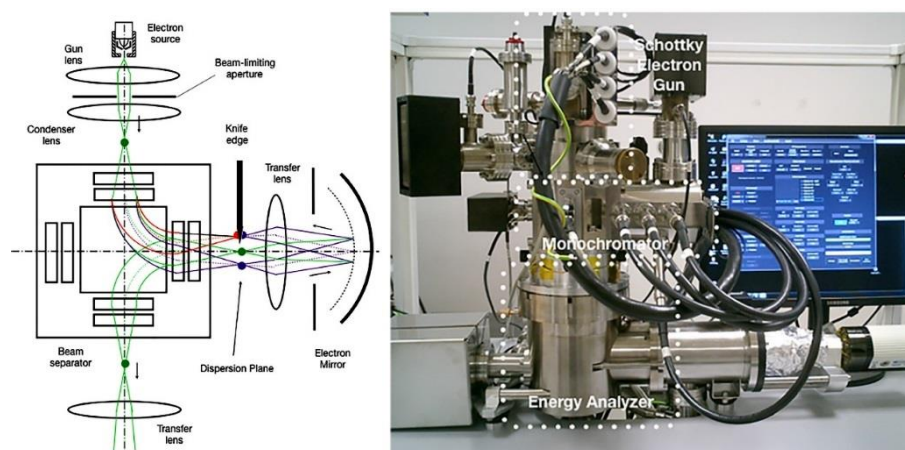 Electron
source
Gun
lens
Beam-limiting
aperture
Condenser
lens
Knife
edge
Transfer
lens
Beam
separator
Dispersion Plane
Electron
Mirror
Transfer
lens
Schottky
Electron
Gun
Monochromator
Energy Analyzer
SAMSUNG